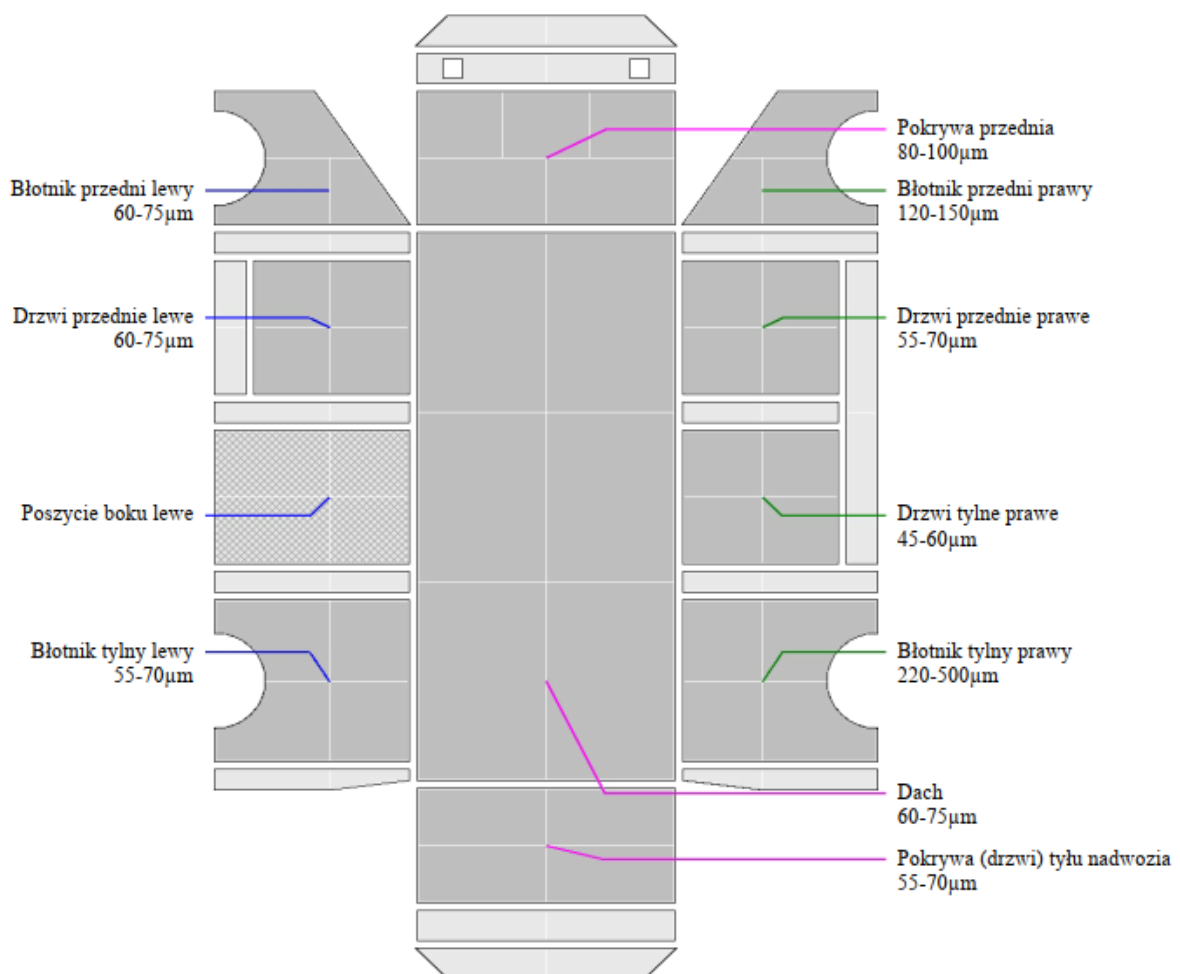 Pokrywa przednia
80-100µm
Błotnik przedni lewy
60-75µm
Błotnik przedni prawy
120-150µm
Drzwi przednie lewe
60-75µm
Drzwi przednie prawe
55-70µm
Poszycie boku lewe
Drzwi tylne prawe
45-60µm
Błotnik tylny lewy
55-70µm
Błotnik tylny prawy
220-500µm
Dach
60-75µm
Pokrywa (drzwi) tyłu nadwozia
55-70µm